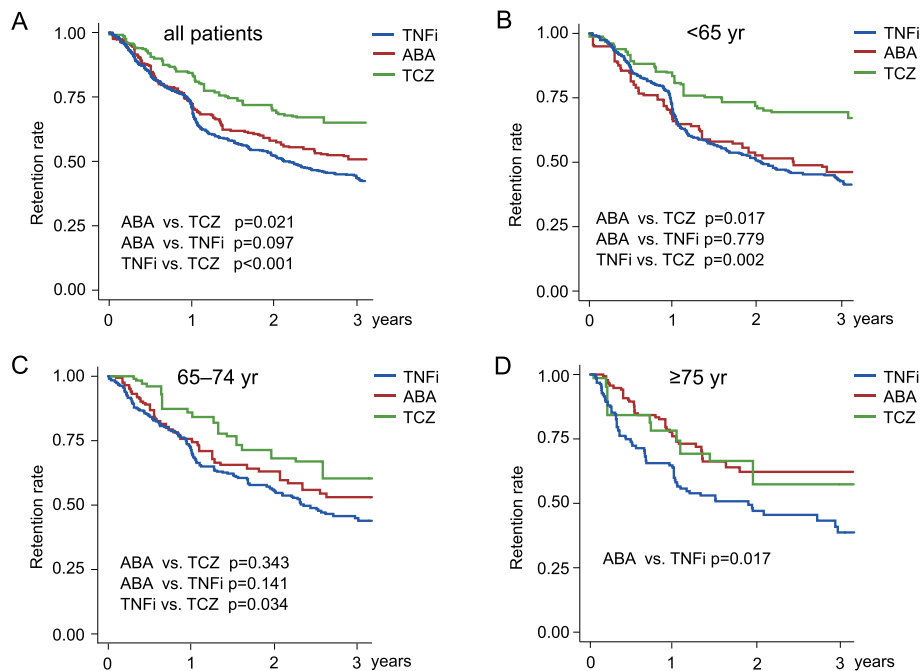 A
all patients
TNFi
ABA
TCZ
Retention rate
1.00
0.75
0.50
0.25
0.00
ABA vs. TCZ p=0.021
ABA vs. TNFi p=0.097
TNFi vs. TCZ p<0.001
0 1 2 3 years
B
<65 yr
TNFi
ABA
TCZ
Retention rate
1.00
0.75
0.50
0.25
0.00
ABA vs. TCZ p=0.017
ABA vs. TNFi p=0.779
TNFi vs. TCZ p=0.002
0 1 2 3 years
C
65–74 yr
TNFi
ABA
TCZ
Retention rate
1.00
0.75
0.50
0.25
0.00
ABA vs. TCZ p=0.343
ABA vs. TNFi p=0.141
TNFi vs. TCZ p=0.034
0 1 2 3 years
D
≥75 yr
TNFi
ABA
TCZ
Retention rate
1.00
0.75
0.50
0.25
0.00
ABA vs. TNFi p=0.017
0 1 2 3 years